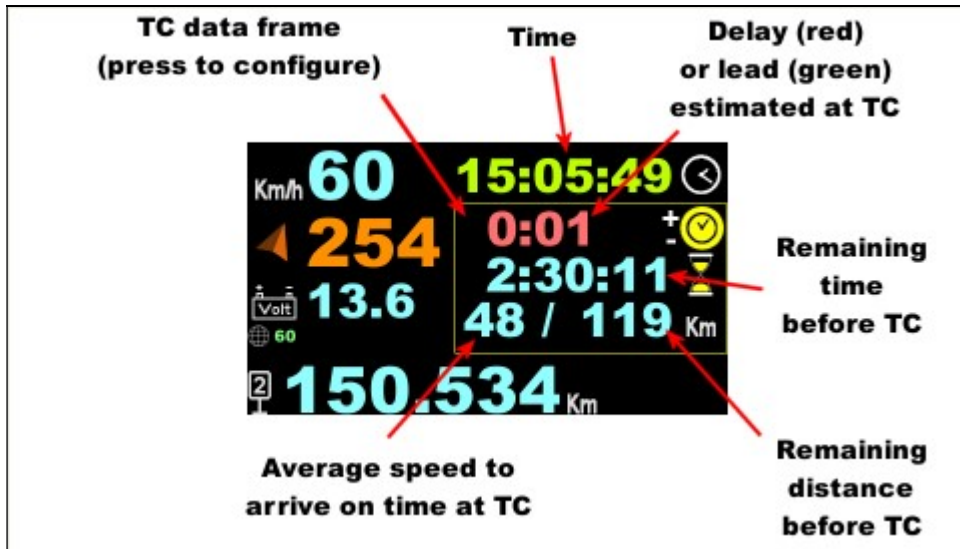 TC data frame
(press to configure)
Time
Delay (red)
or lead (green)
estimated at TC
Km/h 60
15:05:49
254
0:01
+
-
2:30:11
+ -
Volt 13.6
48 / 119 Km
60
2 150.534 Km
Remaining
time
before TC
Average speed to
arrive on time at TC
Remaining
distance
before TC